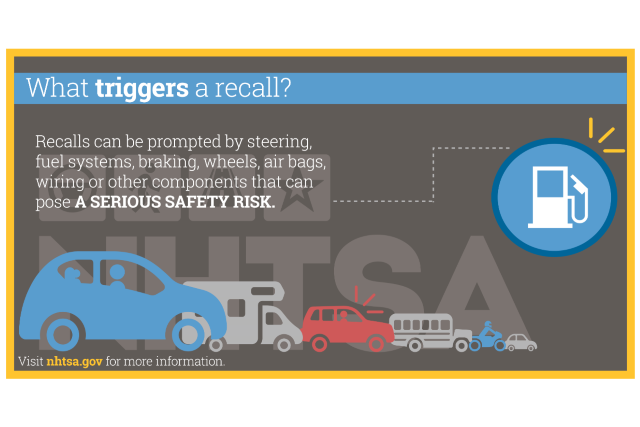 What triggers a recall?
Recalls can be prompted by steering,
fuel systems, braking, wheels, air bags,
wiring or other components that can
pose A SERIOUS SAFETY RISK.
NHTSA
Visit nhtsa.gov for more information.